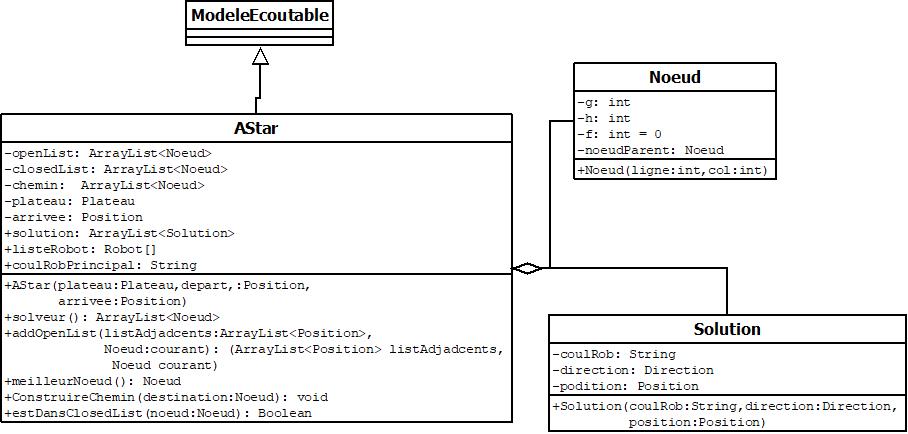 ModeleEcoutable
AStar
-openList: ArrayList<Noeud>
-closedList: ArrayList<Noeud>
-chemin:  ArrayList<Noeud>
-plateau: Plateau
-arrivee: Position
+solution: ArrayList<Solution>
+listeRobot: Robot[]
+coulRobPrincipal: String
+AStar(plateau:Plateau,depart,:Position,
arrivee:Position)
+solveur(): ArrayList<Noeud>
+addOpenList(listAdjadcents:ArrayList<Position>,
Noeud:courant): (ArrayList<Position> listAdjadcents,
Noeud courant)
+meilleurNoeud(): Noeud
+ConstruireChemin(destination:Noeud): void
+estDansClosedList(noeud:Noeud): Boolean
Noeud
-g: int
-h: int
-f: int = 0
-noeudParent: Noeud
+Noeud(ligne:int,col:int)
Solution
-coulRob: String
-direction: Direction
-podition: Position
+Solution(coulRob:String,direction:Direction,
position:Position)